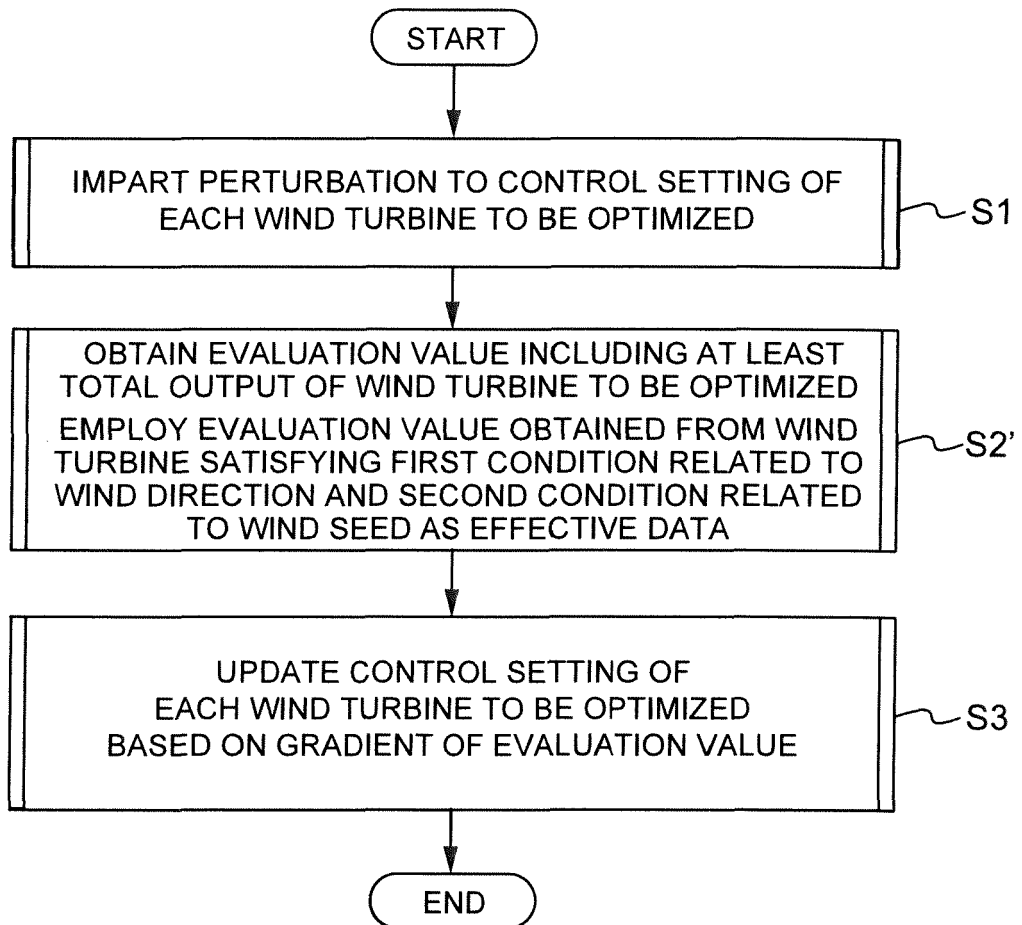 START
IMPART PERTURBATION TO CONTROL SETTING OF
EACH WIND TURBINE TO BE OPTIMIZED
S1
OBTAIN EVALUATION VALUE INCLUDING AT LEAST
TOTAL OUTPUT OF WIND TURBINE TO BE OPTIMIZED
EMPLOY EVALUATION VALUE OBTAINED FROM WIND
TURBINE SATISFYING FIRST CONDITION RELATED TO
WIND DIRECTION AND SECOND CONDITION RELATED
TO WIND SEED AS EFFECTIVE DATA
S2'
UPDATE CONTROL SETTING OF
EACH WIND TURBINE TO BE OPTIMIZED
BASED ON GRADIENT OF EVALUATION VALUE
S3
END